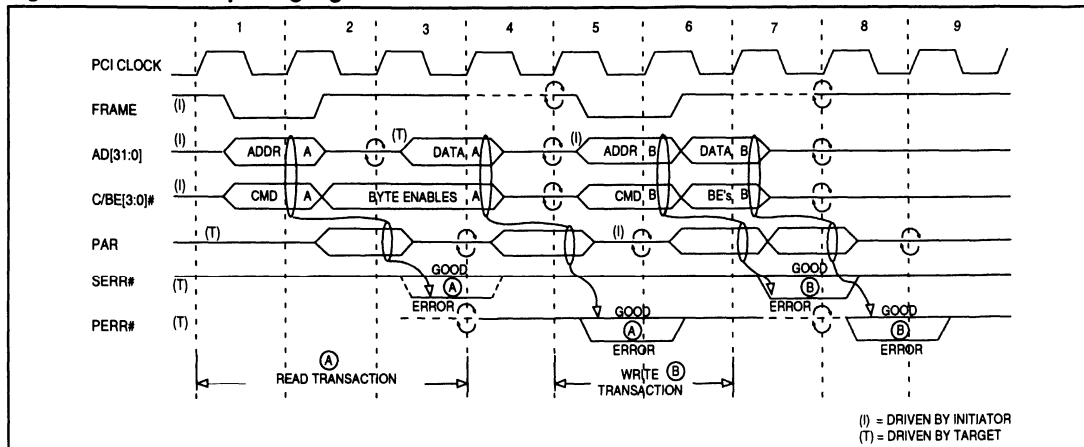 1 2 3 4 5 6 7 8 9
PCI CLOCK
FRAME (I)
AD[31:0] (I) ADDR A (T) DATA A (I) ADDR B DATA B
C/BE[3:0]# (I) CMD A BYTE ENABLES A CMD B BE's B
PAR (T) (I)
SERR# (T) GOOD A ERROR GOOD B ERROR
PERR# (T) GOOD A ERROR GOOD B ERROR
A
READ TRANSACTION
WRITE B
TRANSACTION
(I) = DRIVEN BY INITIATOR
(T) = DRIVEN BY TARGET